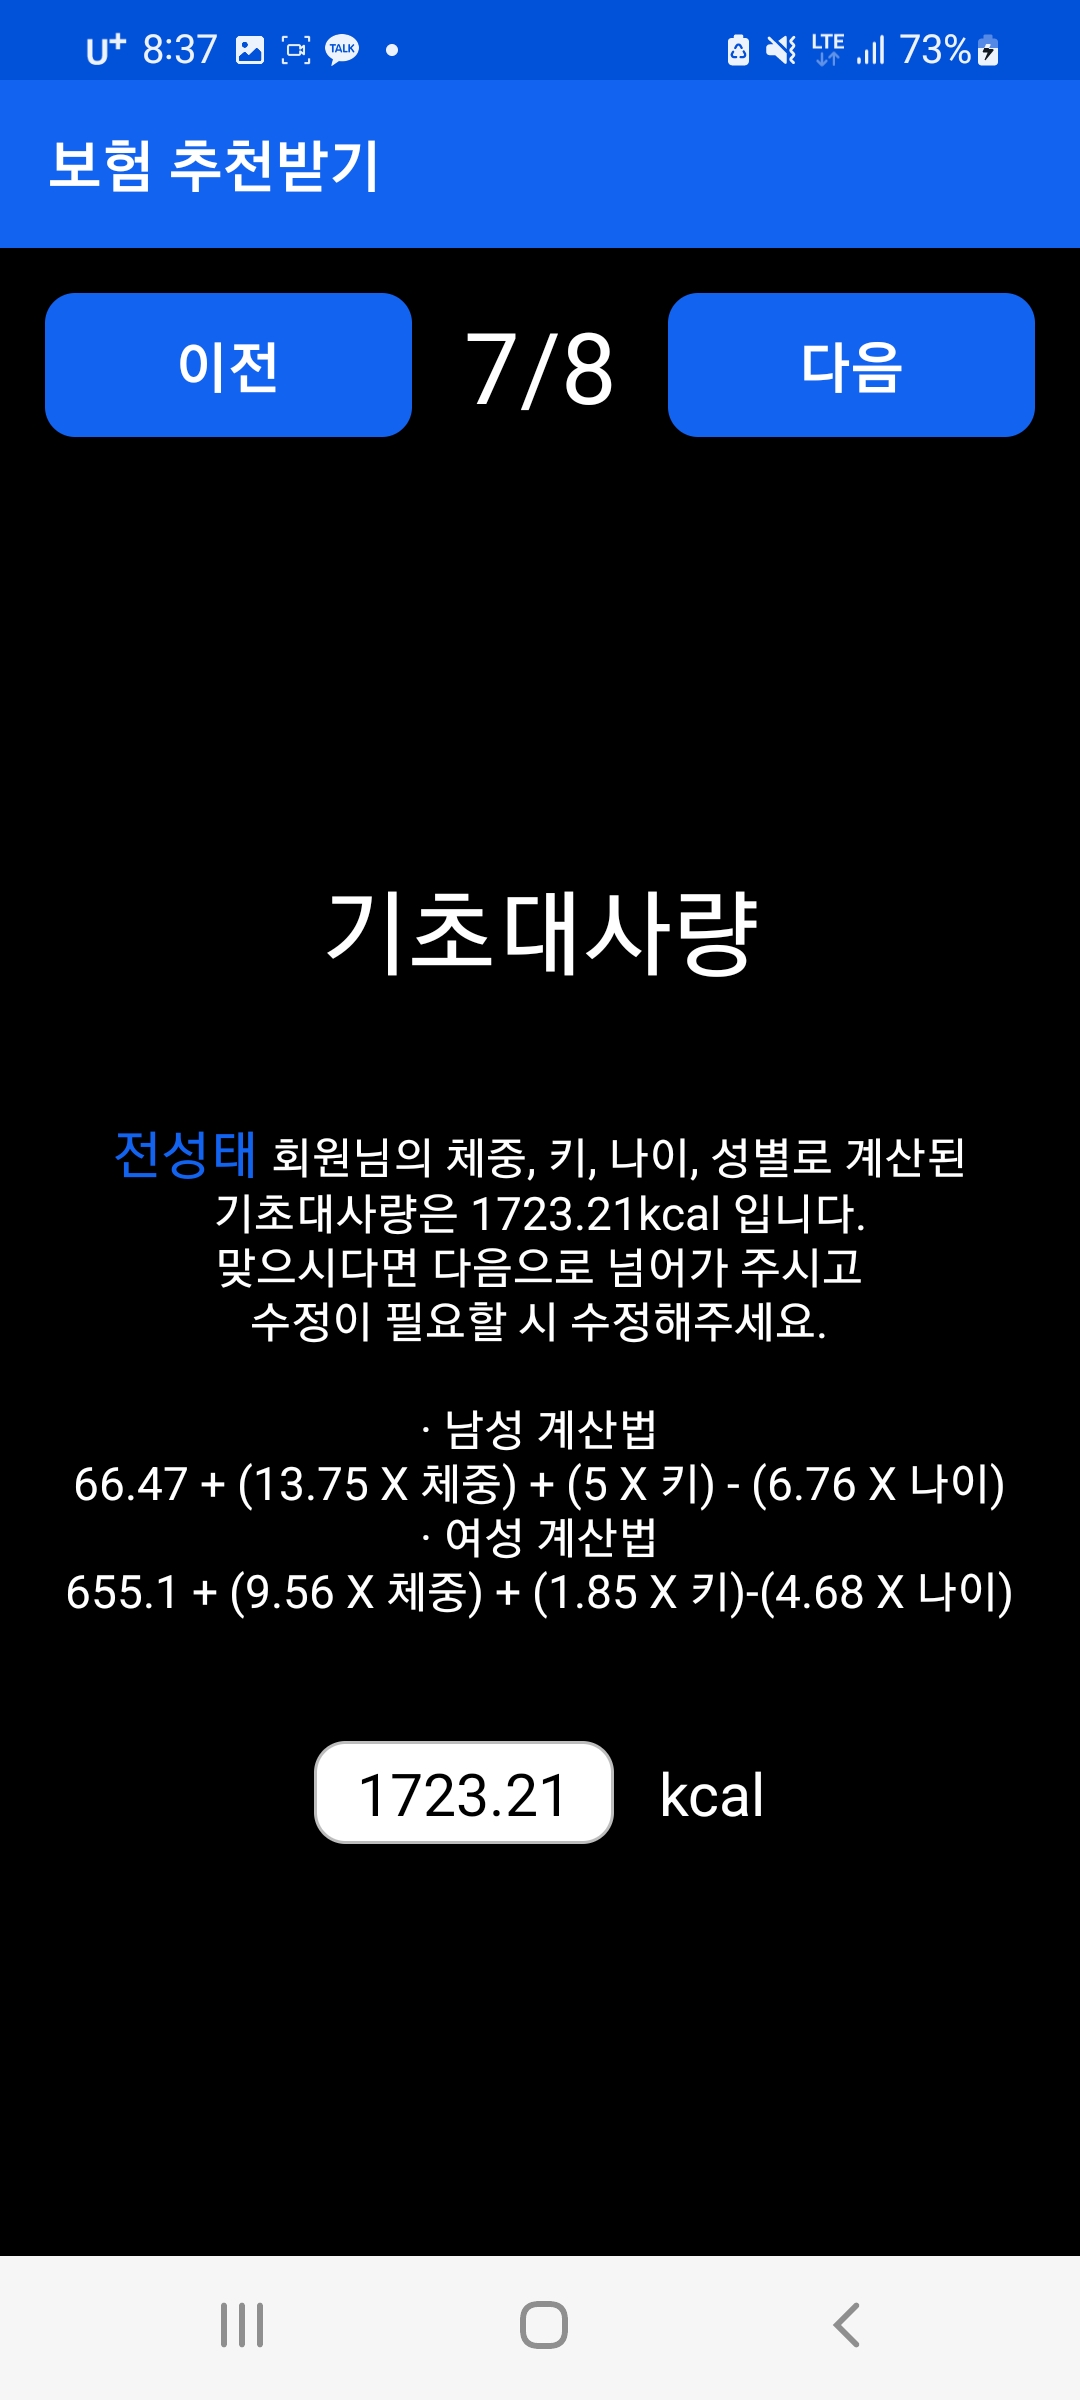 U+ 8:37 TALK LTE 73%
보험 추천받기
이전 7/8 다음
기초대사량
전성태 회원님의 체중, 키, 나이, 성별로 계산된
기초대사량은 1723.21kcal 입니다.
맞으시다면 다음으로 넘어가 주시고
수정이 필요할 시 수정해주세요.
· 남성 계산법
66.47 + (13.75 X 체중) + (5 X 키) - (6.76 X 나이)
· 여성 계산법
655.1 + (9.56 X 체중) + (1.85 X 키)-(4.68 X 나이)
1723.21 kcal